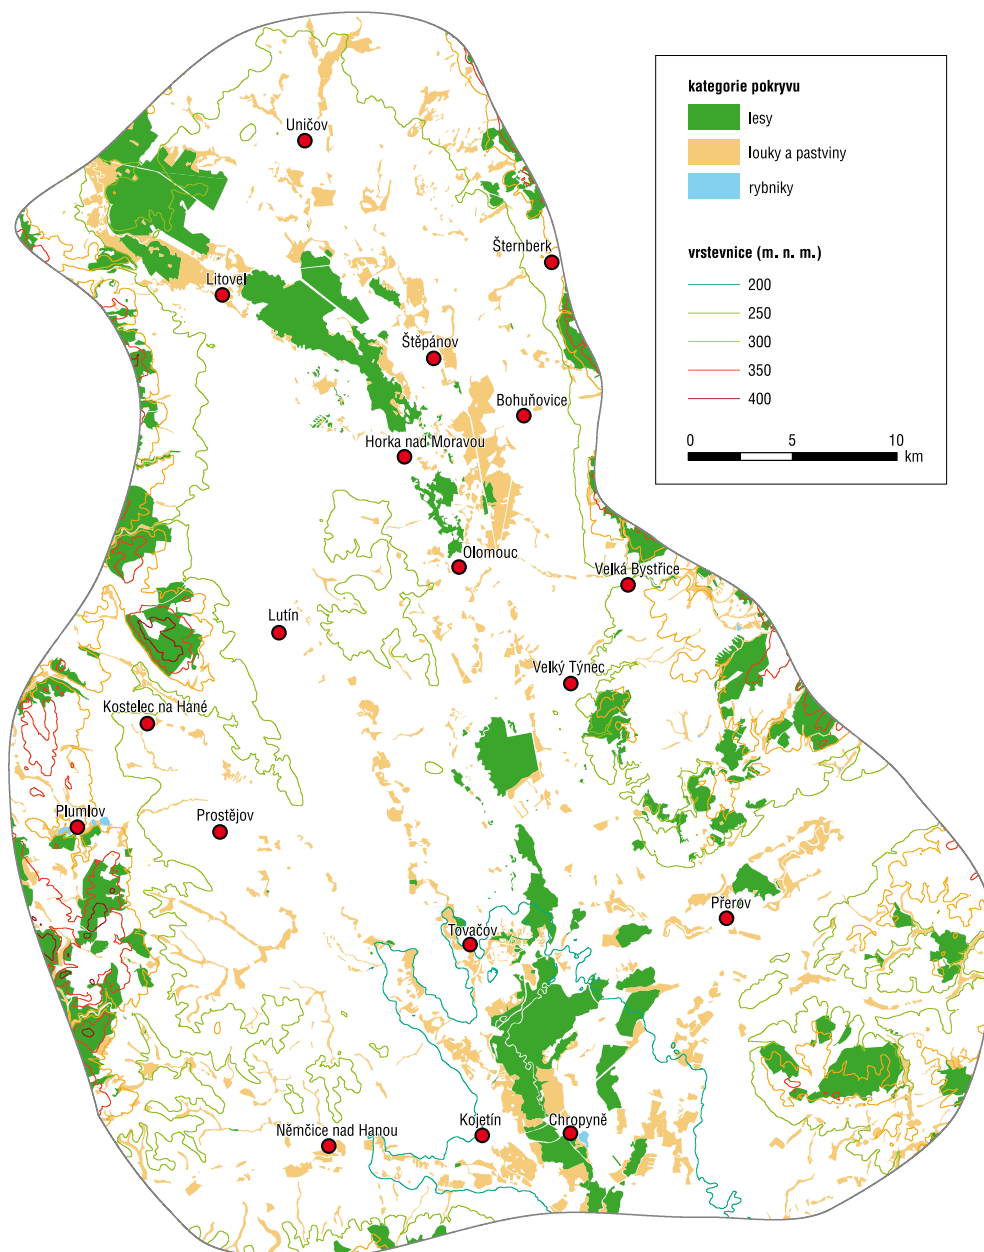 kategorie pokryvu
lesy
louky a pastviny
rybniky
vrstevnice (m. n. m.)
200
250
300
350
400
0 5 10
km
Uničov
Šternberk
Litovel
Štěpánov
Bohuňovice
Horka nad Moravou
Olomouc
Velká Bystřice
Lutín
Velký Týnec
Kostelec na Hané
Plumlov
Prostějov
Přerov
Tovačov
Kojetín
Chropyně
Němčice nad Hanou